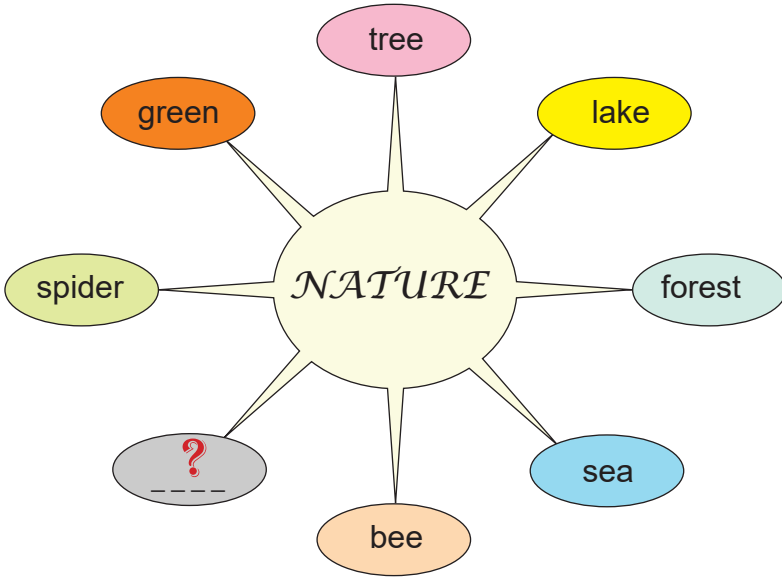 tree
green
lake
spider
NATURE
forest
?
_ _ _ _
sea
bee